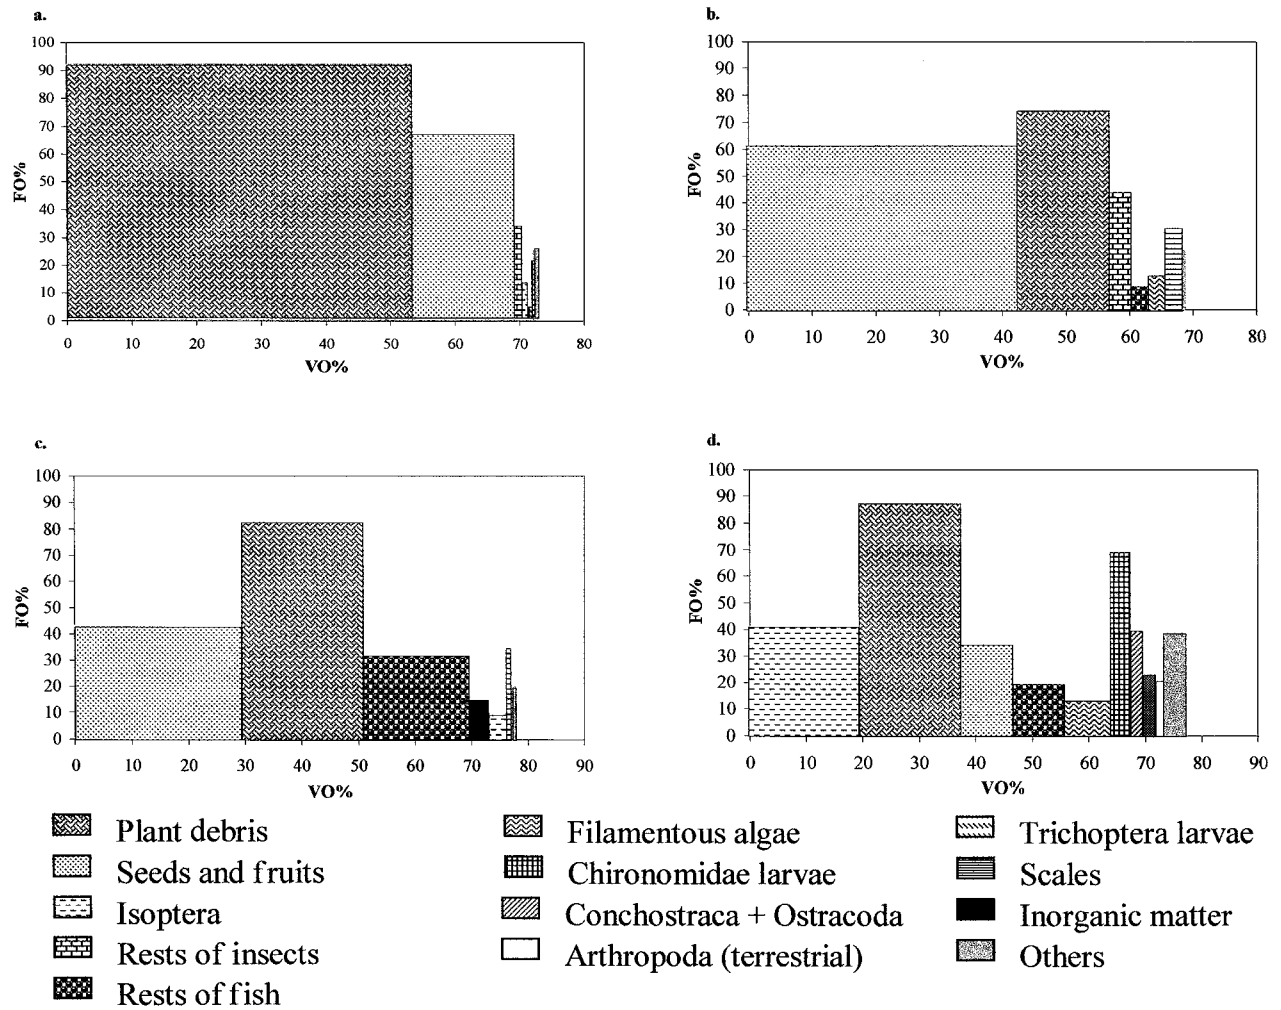 a.
100
90
80
70
60
50
40
30
20
10
0
FO%
0 10 20 30 40 50 60 70 80
VO%
b.
100
90
80
70
60
50
40
30
20
10
0
FO%
0 10 20 30 40 50 60 70 80
VO%
c.
100
90
80
70
60
50
40
30
20
10
0
FO%
0 10 20 30 40 50 60 70 80 90
VO%
d.
100
90
80
70
60
50
40
30
20
10
0
FO%
0 10 20 30 40 50 60 70 80 90
VO%
Plant debris
Seeds and fruits
Isoptera
Rests of insects
Rests of fish
Filamentous algae
Chironomidae larvae
Conchostraca + Ostracoda
Arthropoda (terrestrial)
Trichoptera larvae
Scales
Inorganic matter
Others